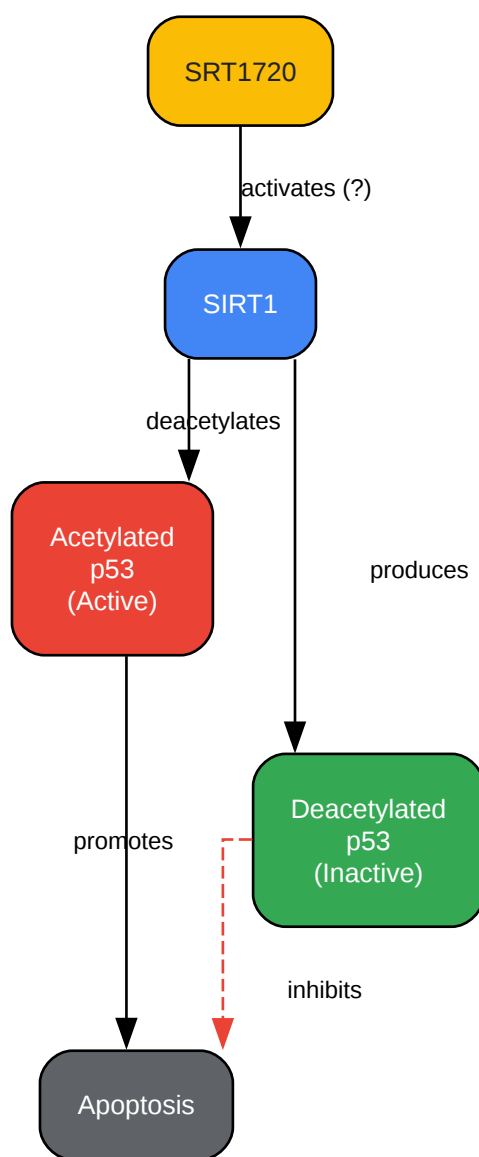 SRT1720
activates (?)
SIRT1
deacetylates
Acetylated
p53
(Active)
produces
Deacetylated
p53
(Inactive)
promotes
inhibits
Apoptosis